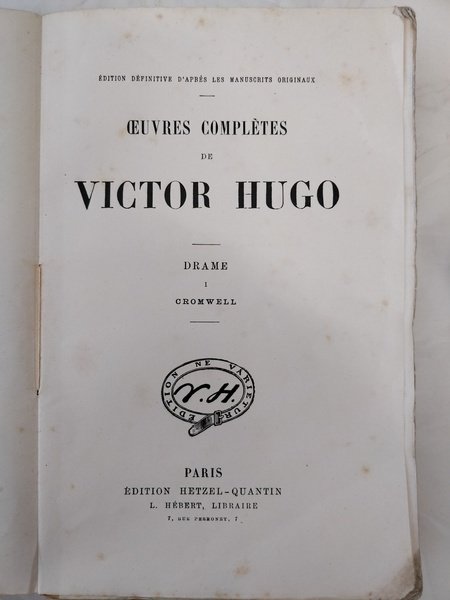 ÉDITION DÉFINITIVE D'APRÈS LES MANUSCRITS ORIGINAUX
ŒUVRES COMPLÈTES
DE
VICTOR HUGO
DRAME
I
CROMWELL
ÉDITION NE VARIETUR
V.H.
PARIS
ÉDITION HETZEL-QUANTIN
L. HÉBERT, LIBRAIRE
7, RUE PERRONET, 7